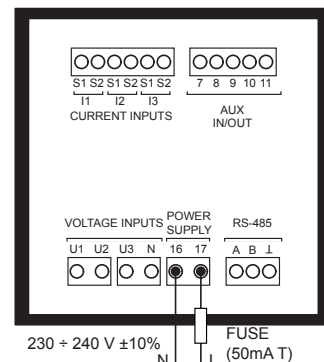 S1 S2 S1 S2 S1 S2
I1 I2 I3
CURRENT INPUTS
7 8 9 10 11
AUX
IN/OUT
VOLTAGE INPUTS
POWER
SUPPLY
RS-485
U1 U2 U3 N 16 17 A B ⊥
230 ÷ 240 V ±10%
N L
FUSE
(50mA T)